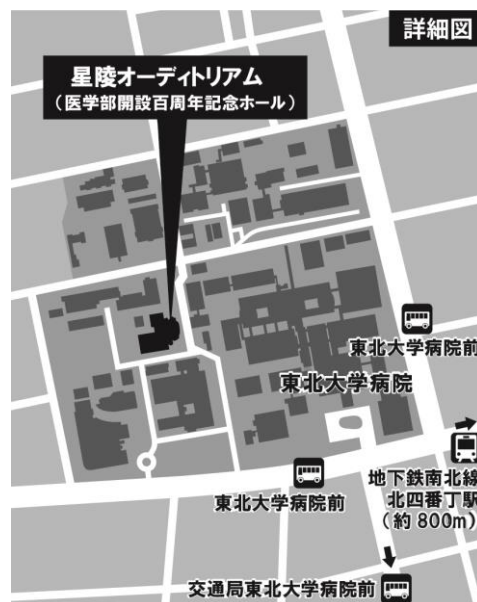 詳細図
星陵オーディトリアム
（医学部開設百周年記念ホール）
東北大学病院前
東北大学病院
地下鉄南北線
北四番丁駅
（約800m）
東北大学病院前
交通局東北大学病院前